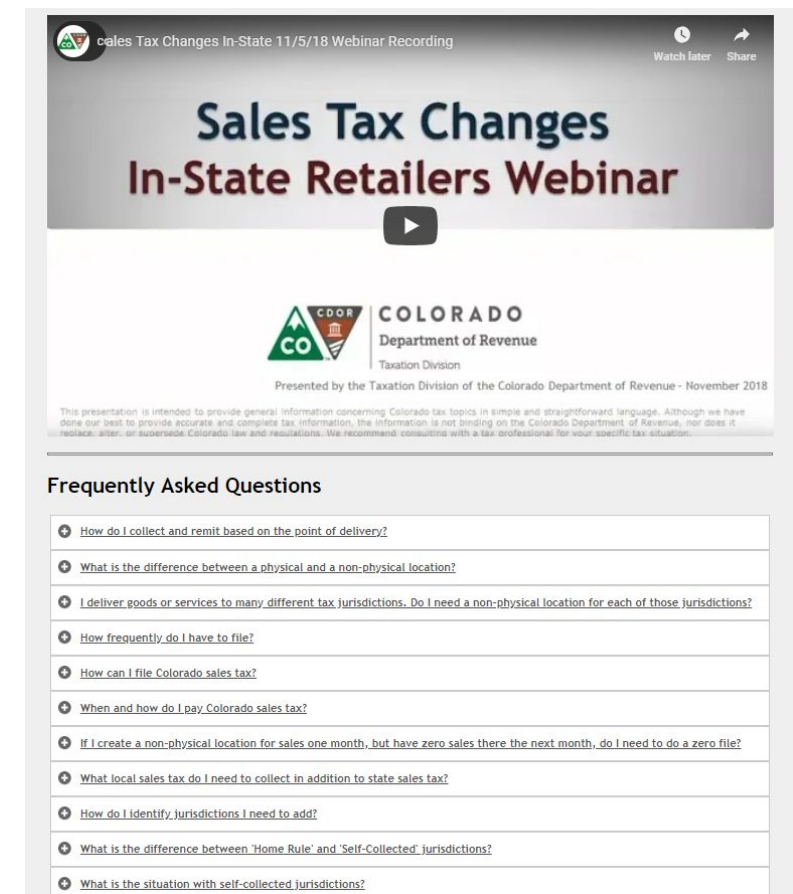 cales Tax Changes In-State 11/5/18 Webinar Recording
Watch later Share
Sales Tax Changes
In-State Retailers Webinar
CDOR
CO
COLORADO
Department of Revenue
Taxation Division
Presented by the Taxation Division of the Colorado Department of Revenue - November 2018
This presentation is intended to provide general information concerning Colorado tax topics in simple and straightforward language. Although we have
done our best to provide accurate and complete tax information, the information is not binding on the Colorado Department of Revenue, nor does it
replace, alter, or supersede Colorado law and regulations. We recommend consulting with a tax professional for your specific tax situation.
Frequently Asked Questions
How do I collect and remit based on the point of delivery?
What is the difference between a physical and a non-physical location?
I deliver goods or services to many different tax jurisdictions. Do I need a non-physical location for each of those jurisdictions?
How frequently do I have to file?
How can I file Colorado sales tax?
When and how do I pay Colorado sales tax?
If I create a non-physical location for sales one month, but have zero sales there the next month, do I need to do a zero file?
What local sales tax do I need to collect in addition to state sales tax?
How do I identify jurisdictions I need to add?
What is the difference between 'Home Rule' and 'Self-Collected' jurisdictions?
What is the situation with self-collected jurisdictions?